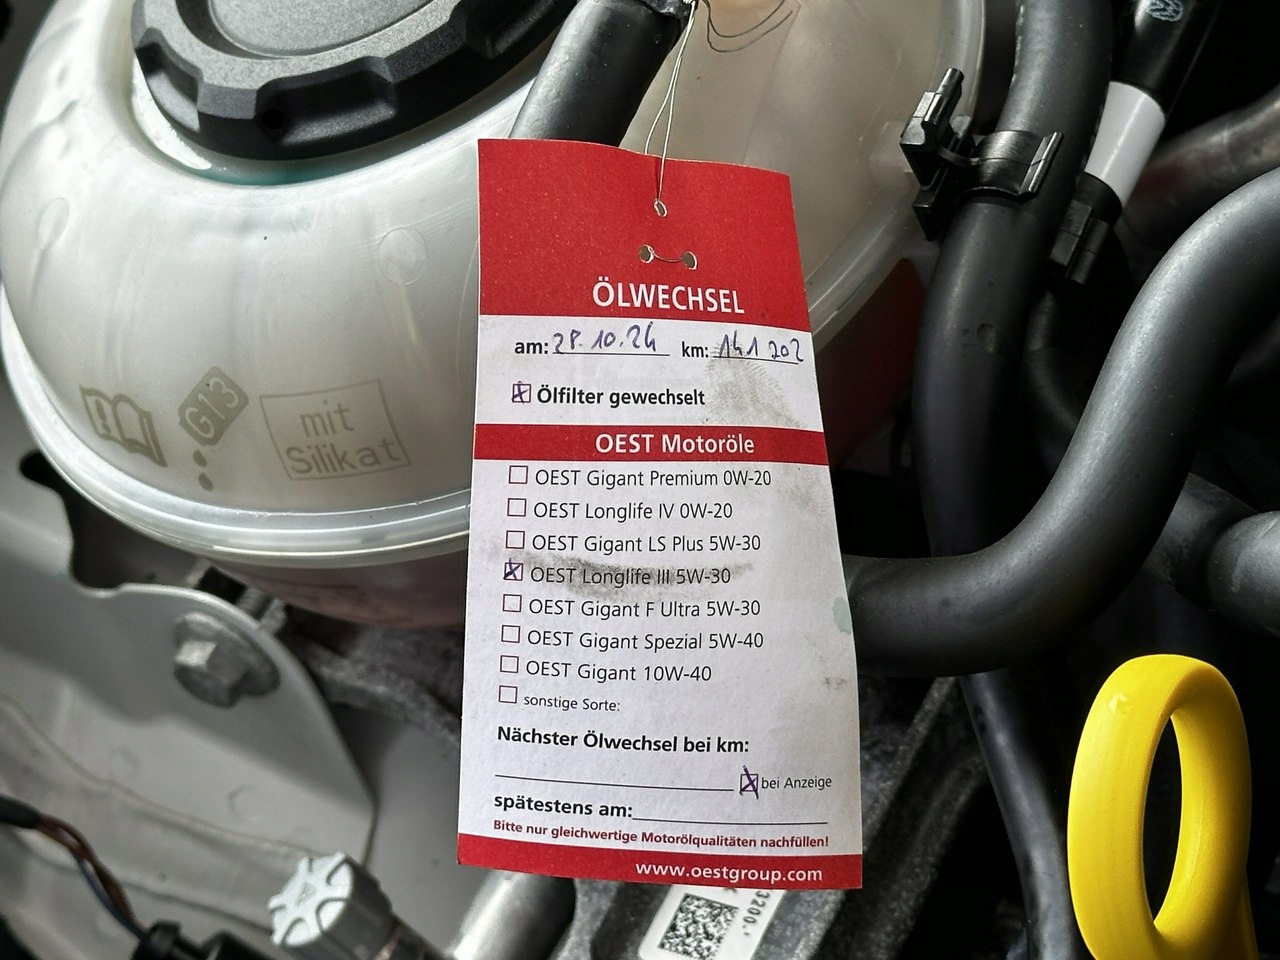 ÖLWECHSEL
am: 28.10.24 km: 141 202
Ölfilter gewechselt
OEST Motoröle
OEST Gigant Premium 0W-20
OEST Longlife IV 0W-20
OEST Gigant LS Plus 5W-30
OEST Longlife III 5W-30
OEST Gigant F Ultra 5W-30
OEST Gigant Spezial 5W-40
OEST Gigant 10W-40
sonstige Sorte:
Nächster Ölwechsel bei km:
bei Anzeige
spätestens am:
Bitte nur gleichwertige Motorölqualitäten nachfüllen!
www.oestgroup.com
G13
mit
Silikat
VW